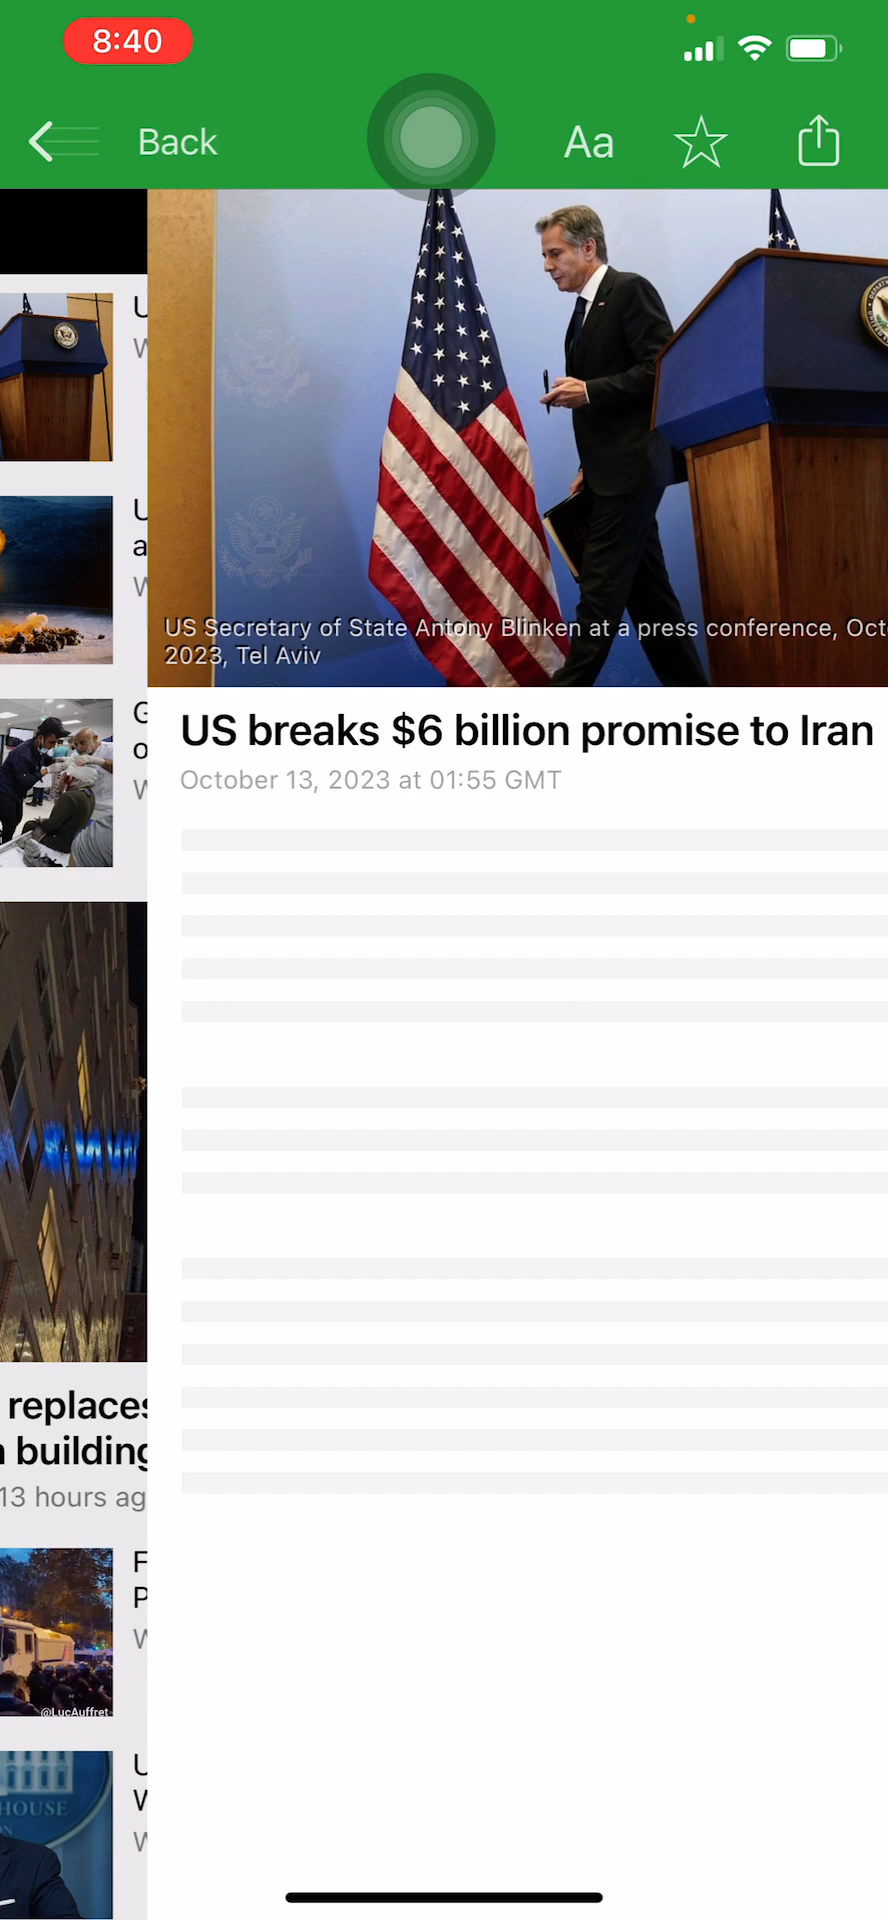 8:40
Back
Aa
US Secretary of State Antony Blinken at a press conference, Oct
2023, Tel Aviv
US breaks $6 billion promise to Iran
October 13, 2023 at 01:55 GMT
U
W
U
a
W
G
o
W
replaces
building
13 hours ag
F
P
W
@LucAuffret
U
W
HOUSE
W